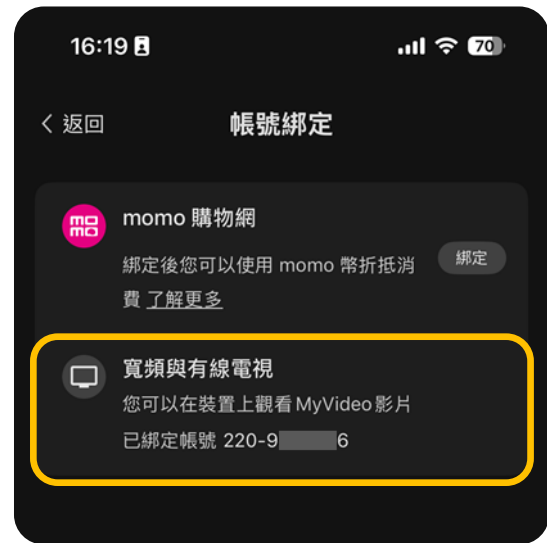 16:19
70
返回
帳號綁定
momo 購物網
綁定後您可以使用 momo 幣折抵消
費 了解更多
綁定
寬頻與有線電視
您可以在裝置上觀看 MyVideo 影片
已綁定帳號 220-9 6